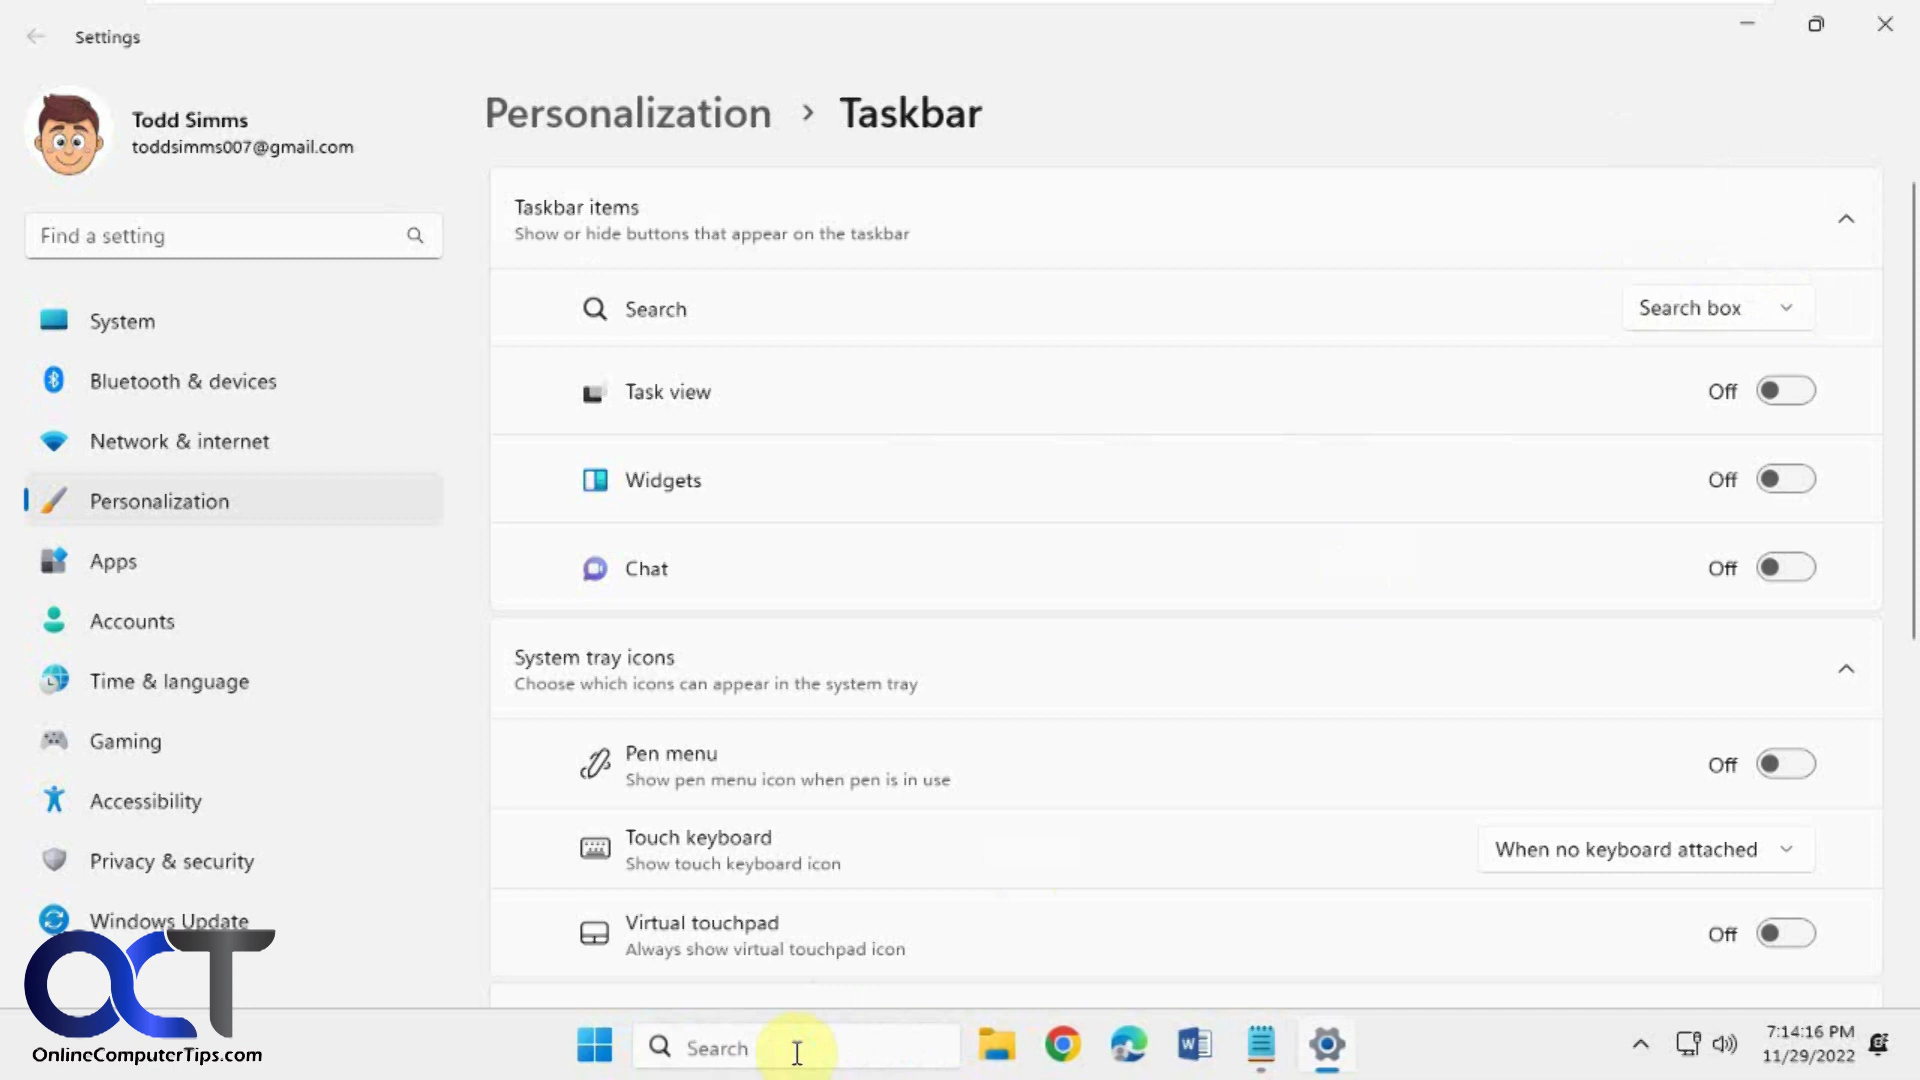 Settings
Todd Simms
toddsimms007@gmail.com
Find a setting
System
Bluetooth & devices
Network & internet
Personalization
Apps
Accounts
Time & language
Gaming
Accessibility
Privacy & security
Windows Update
OCT
OnlineComputerTips.com
Personalization > Taskbar
Taskbar items
Show or hide buttons that appear on the taskbar
Search
Search box
Task view
Off
Widgets
Off
Chat
Off
System tray icons
Choose which icons can appear in the system tray
Pen menu
Show pen menu icon when pen is in use
Off
Touch keyboard
Show touch keyboard icon
When no keyboard attached
Virtual touchpad
Always show virtual touchpad icon
Off
Search
W
7:14:16 PM
11/29/2022